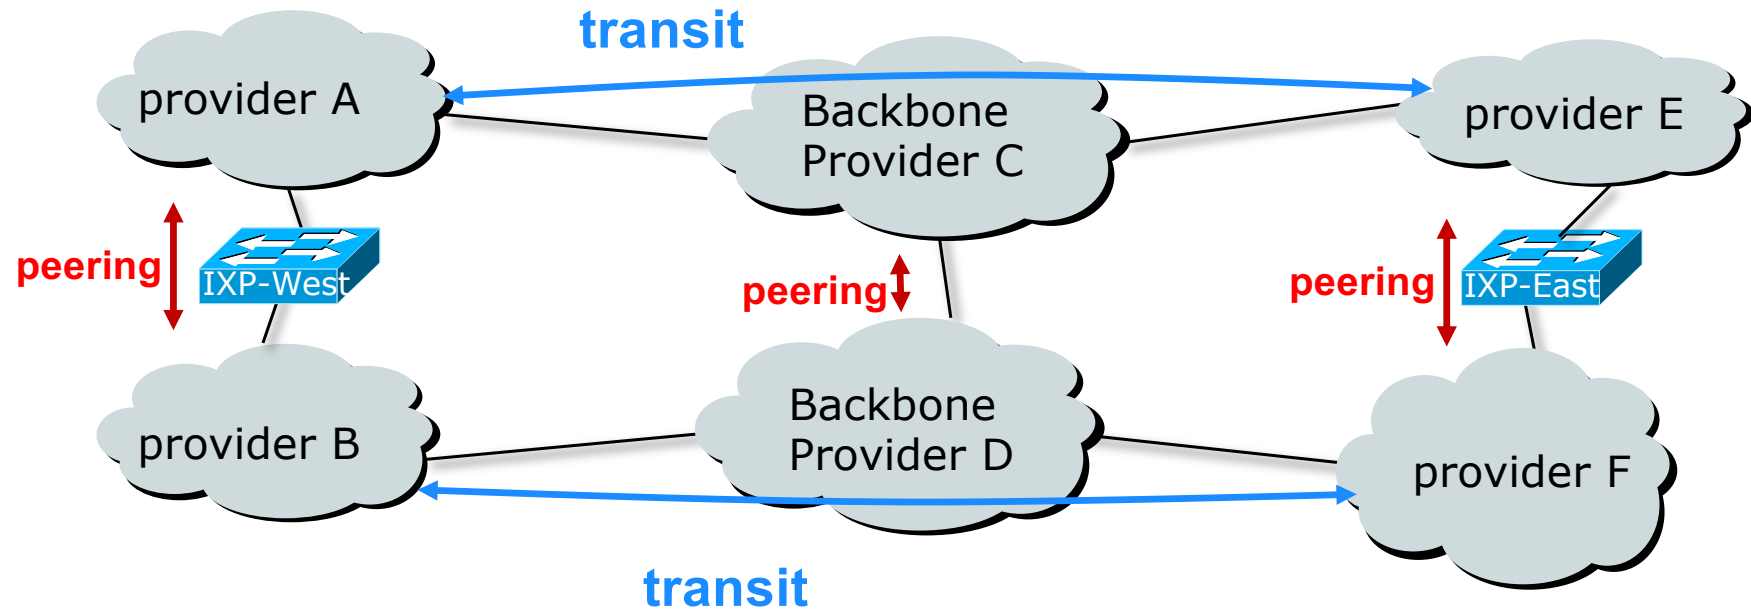 transit
provider A
Backbone
Provider C
provider E
peering
IXP-West
peering
peering
IXP-East
provider B
Backbone
Provider D
provider F
transit